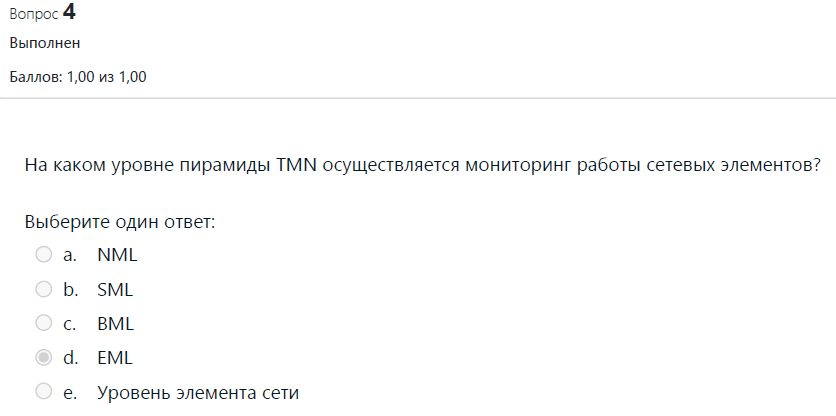 Вопрос 4
Выполнен
Баллов: 1,00 из 1,00
На каком уровне пирамиды TMN осуществляется мониторинг работы сетевых элементов?
Выберите один ответ:
a. NML
b. SML
c. BML
d. EML
e. Уровень элемента сети